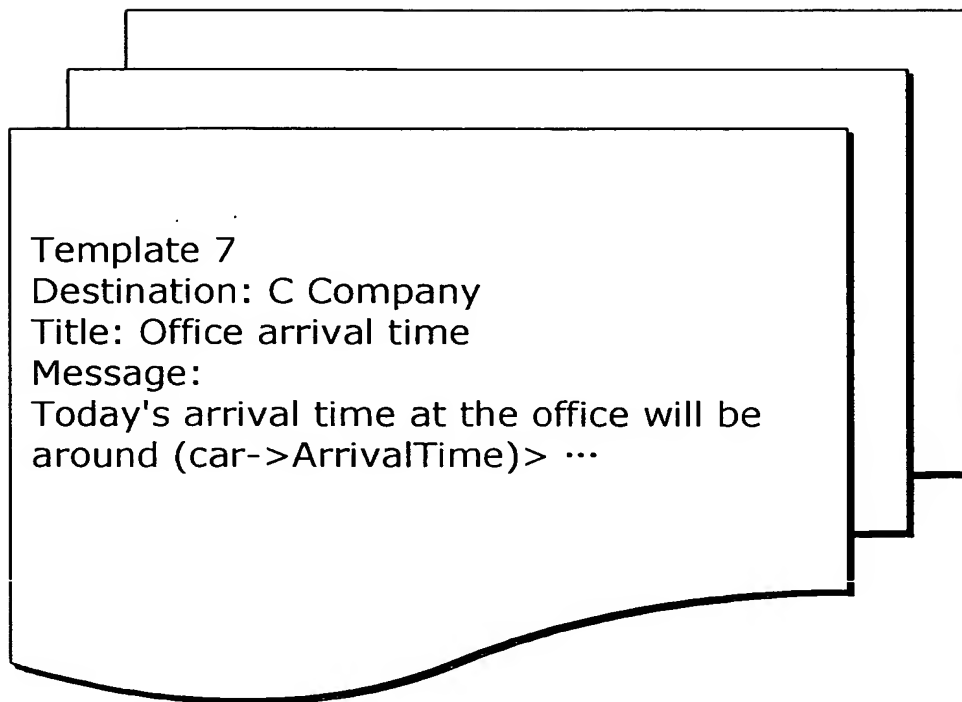 Template 7
Destination: C Company
Title: Office arrival time
Message:
Today's arrival time at the office will be
around (car->ArrivalTime)> ···